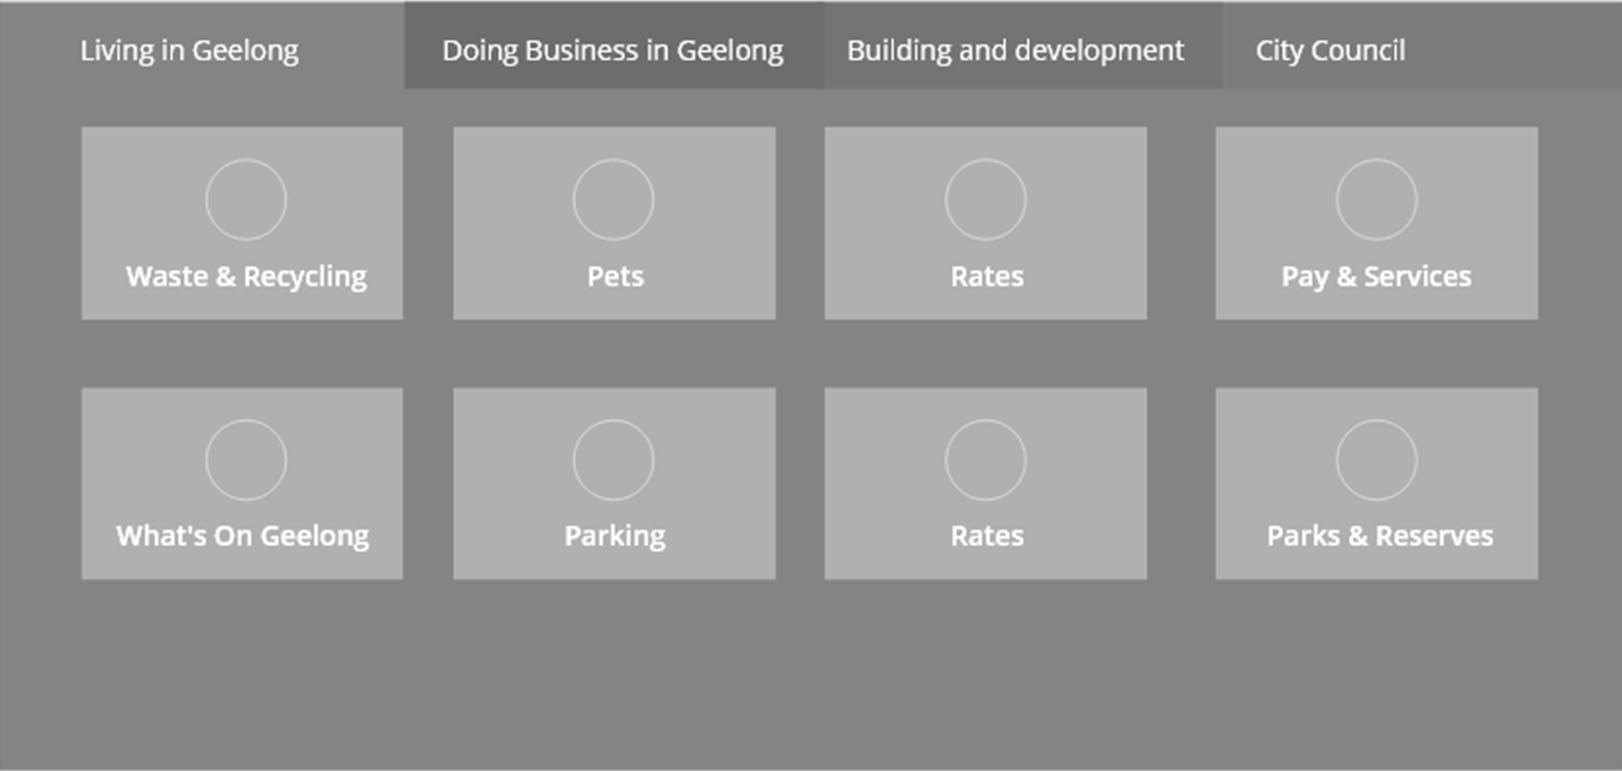 Living in Geelong
Doing Business in Geelong
Building and development
City Council
Waste & Recycling
Pets
Rates
Pay & Services
What's On Geelong
Parking
Rates
Parks & Reserves